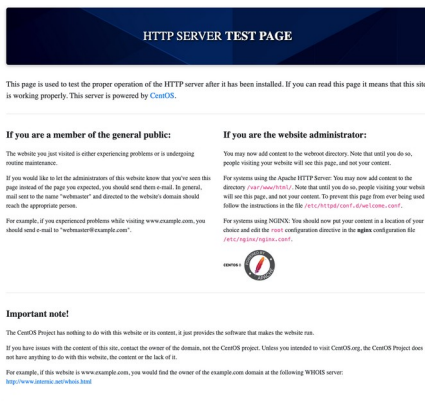 HTTP SERVER TEST PAGE
This page is used to test the proper operation of the HTTP server after it has been installed. If you can read this page it means that this site
is working properly. This server is powered by CentOS.
If you are a member of the general public:
The website you just visited is either experiencing problems or is undergoing
routine maintenance.
If you would like to let the administrators of this website know that you've seen this
page instead of the page you expected, you should send them e-mail. In general,
mail sent to the name "webmaster" and directed to the website's domain should
reach the appropriate person.
For example, if you experienced problems while visiting www.example.com, you
should send e-mail to "webmaster@example.com".
If you are the website administrator:
You may now add content to the webroot directory. Note that until you do so,
people visiting your website will see this page, and not your content.
For systems using the Apache HTTP Server: You may now add content to the
directory /var/www/html/. Note that until you do so, people visiting your website
will see this page, and not your content. To prevent this page from ever being used,
follow the instructions in the file /etc/httpd/conf.d/welcome.conf.
For systems using NGINX: You should now put your content in a location of your
choice and edit the root configuration directive in the nginx configuration file
/etc/nginx/nginx.conf.
POWERED BY
APACHE
Important note!
The CentOS Project has nothing to do with this website or its content, it just provides the software that makes the website run.
If you have issues with the content of this site, contact the owner of the domain, not the CentOS project. Unless you intended to visit CentOS.org, the CentOS Project does
not have anything to do with this website, the content or the lack of it.
For example, if this website is www.example.com, you would find the owner of the example.com domain at the following WHOIS server:
http://www.internic.net/whois.html